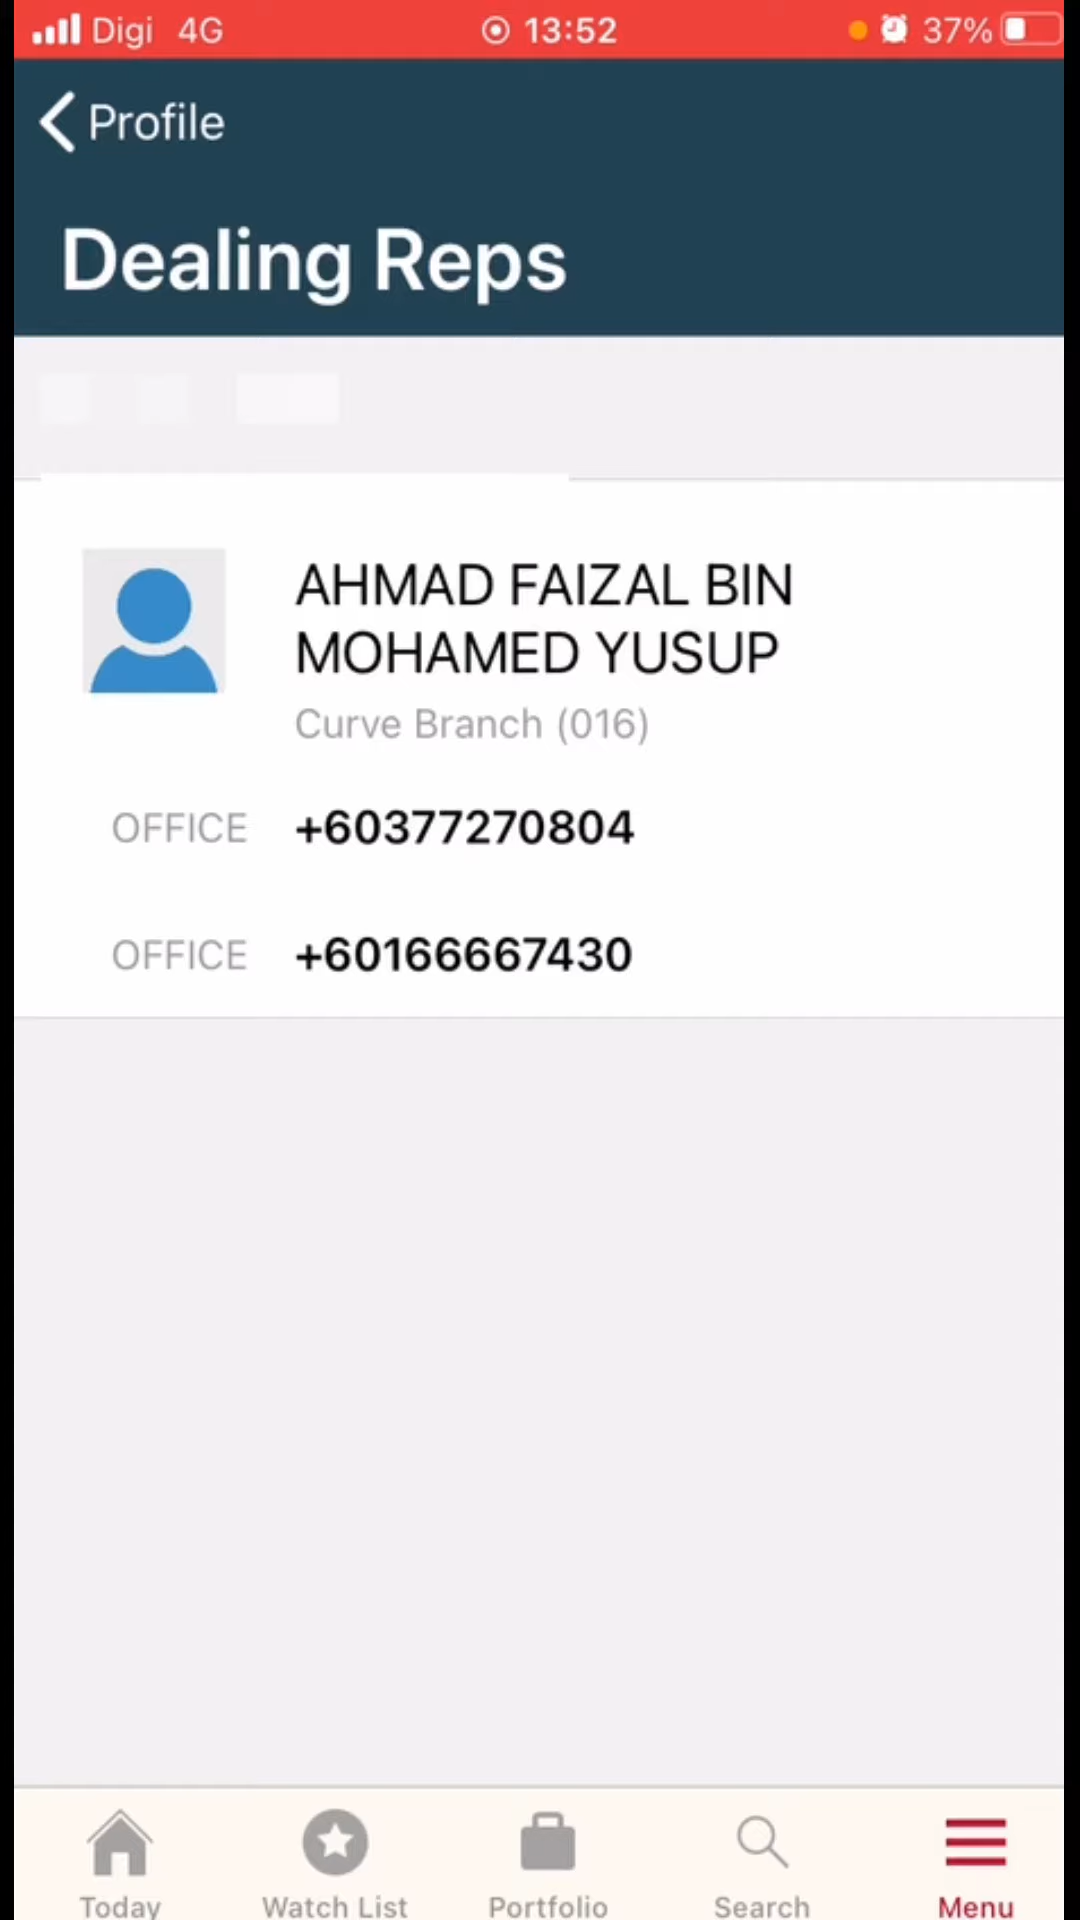 Digi 4G 13:52 37%
Profile
Dealing Reps
AHMAD FAIZAL BIN
MOHAMED YUSUP
Curve Branch (016)
OFFICE +60377270804
OFFICE +60166667430
Today Watch List Portfolio Search Menu